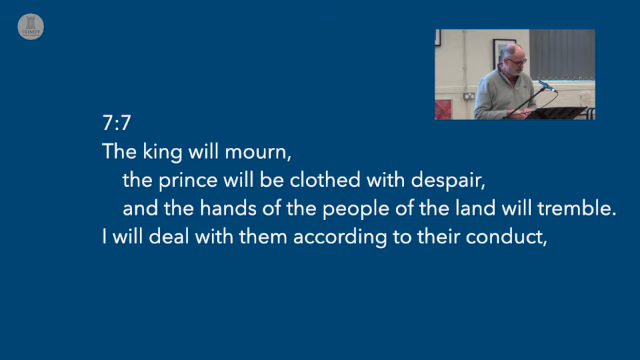 7:7
The king will mourn,
the prince will be clothed with despair,
and the hands of the people of the land will tremble.
I will deal with them according to their conduct,